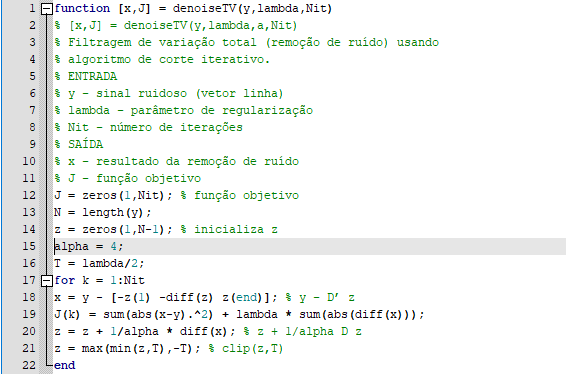 1 function [x,J] = denoiseTV(y,lambda,Nit)
2 % [x,J] = denoiseTV(y,lambda,a,Nit)
3 % Filtragem de variação total (remoção de ruído) usando
4 % algoritmo de corte iterativo.
5 % ENTRADA
6 % y - sinal ruidoso (vetor linha)
7 % lambda - parâmetro de regularização
8 % Nit - número de iterações
9 % SAÍDA
10 % x - resultado da remoção de ruído
11 % J - função objetivo
12 J = zeros(1,Nit); % função objetivo
13 N = length(y);
14 z = zeros(1,N-1); % inicializa z
15 alpha = 4;
16 T = lambda/2;
17 for k = 1:Nit
18 x = y - [-z(1) -diff(z) z(end)]; % y - D’ z
19 J(k) = sum(abs(x-y).^2) + lambda * sum(abs(diff(x)));
20 z = z + 1/alpha * diff(x); % z + 1/alpha D z
21 z = max(min(z,T),-T); % clip(z,T)
22 end